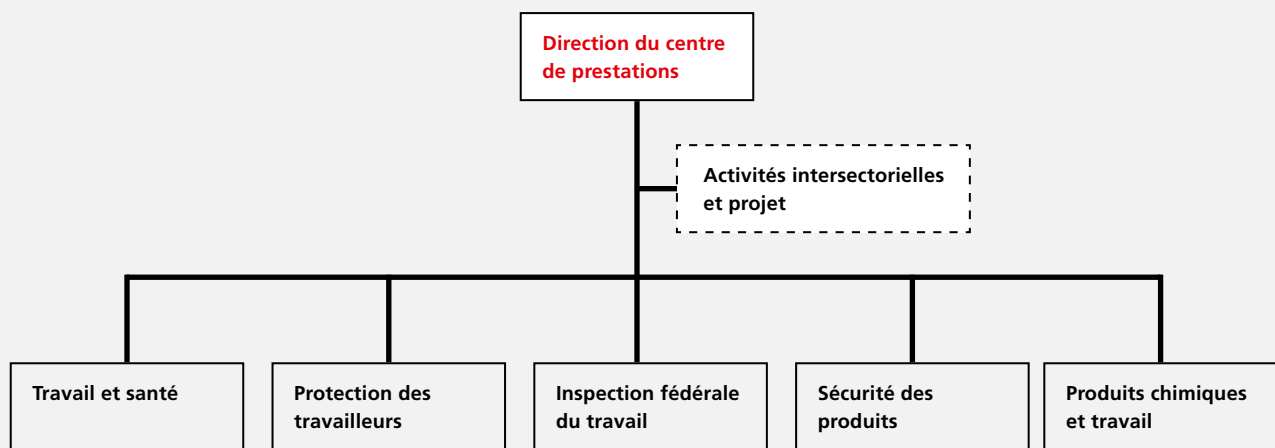 Direction du centre
de prestations
Activités intersectorielles
et projet
Travail et santé
Protection des
travailleurs
Inspection fédérale
du travail
Sécurité des
produits
Produits chimiques
et travail